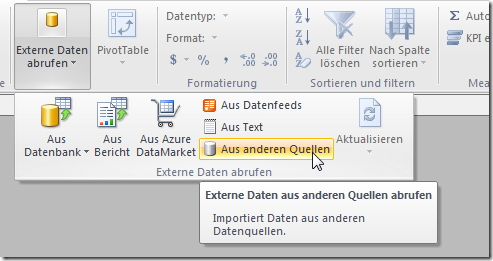 Externe Daten abrufen
PivotTable
Datentyp:
Format:
$ % , ,00 ,0
Formatierung
Alle Filter löschen
Nach Spalte sortieren
Sortieren und filtern
Σ Auto
KPI e
Mea
Aus Datenbank
Aus Bericht
Aus Azure DataMarket
Aus Datenfeeds
Aus Text
Aus anderen Quellen
Aktualisieren
Externe Daten abrufen
Externe Daten aus anderen Quellen abrufen
Importiert Daten aus anderen
Datenquellen.